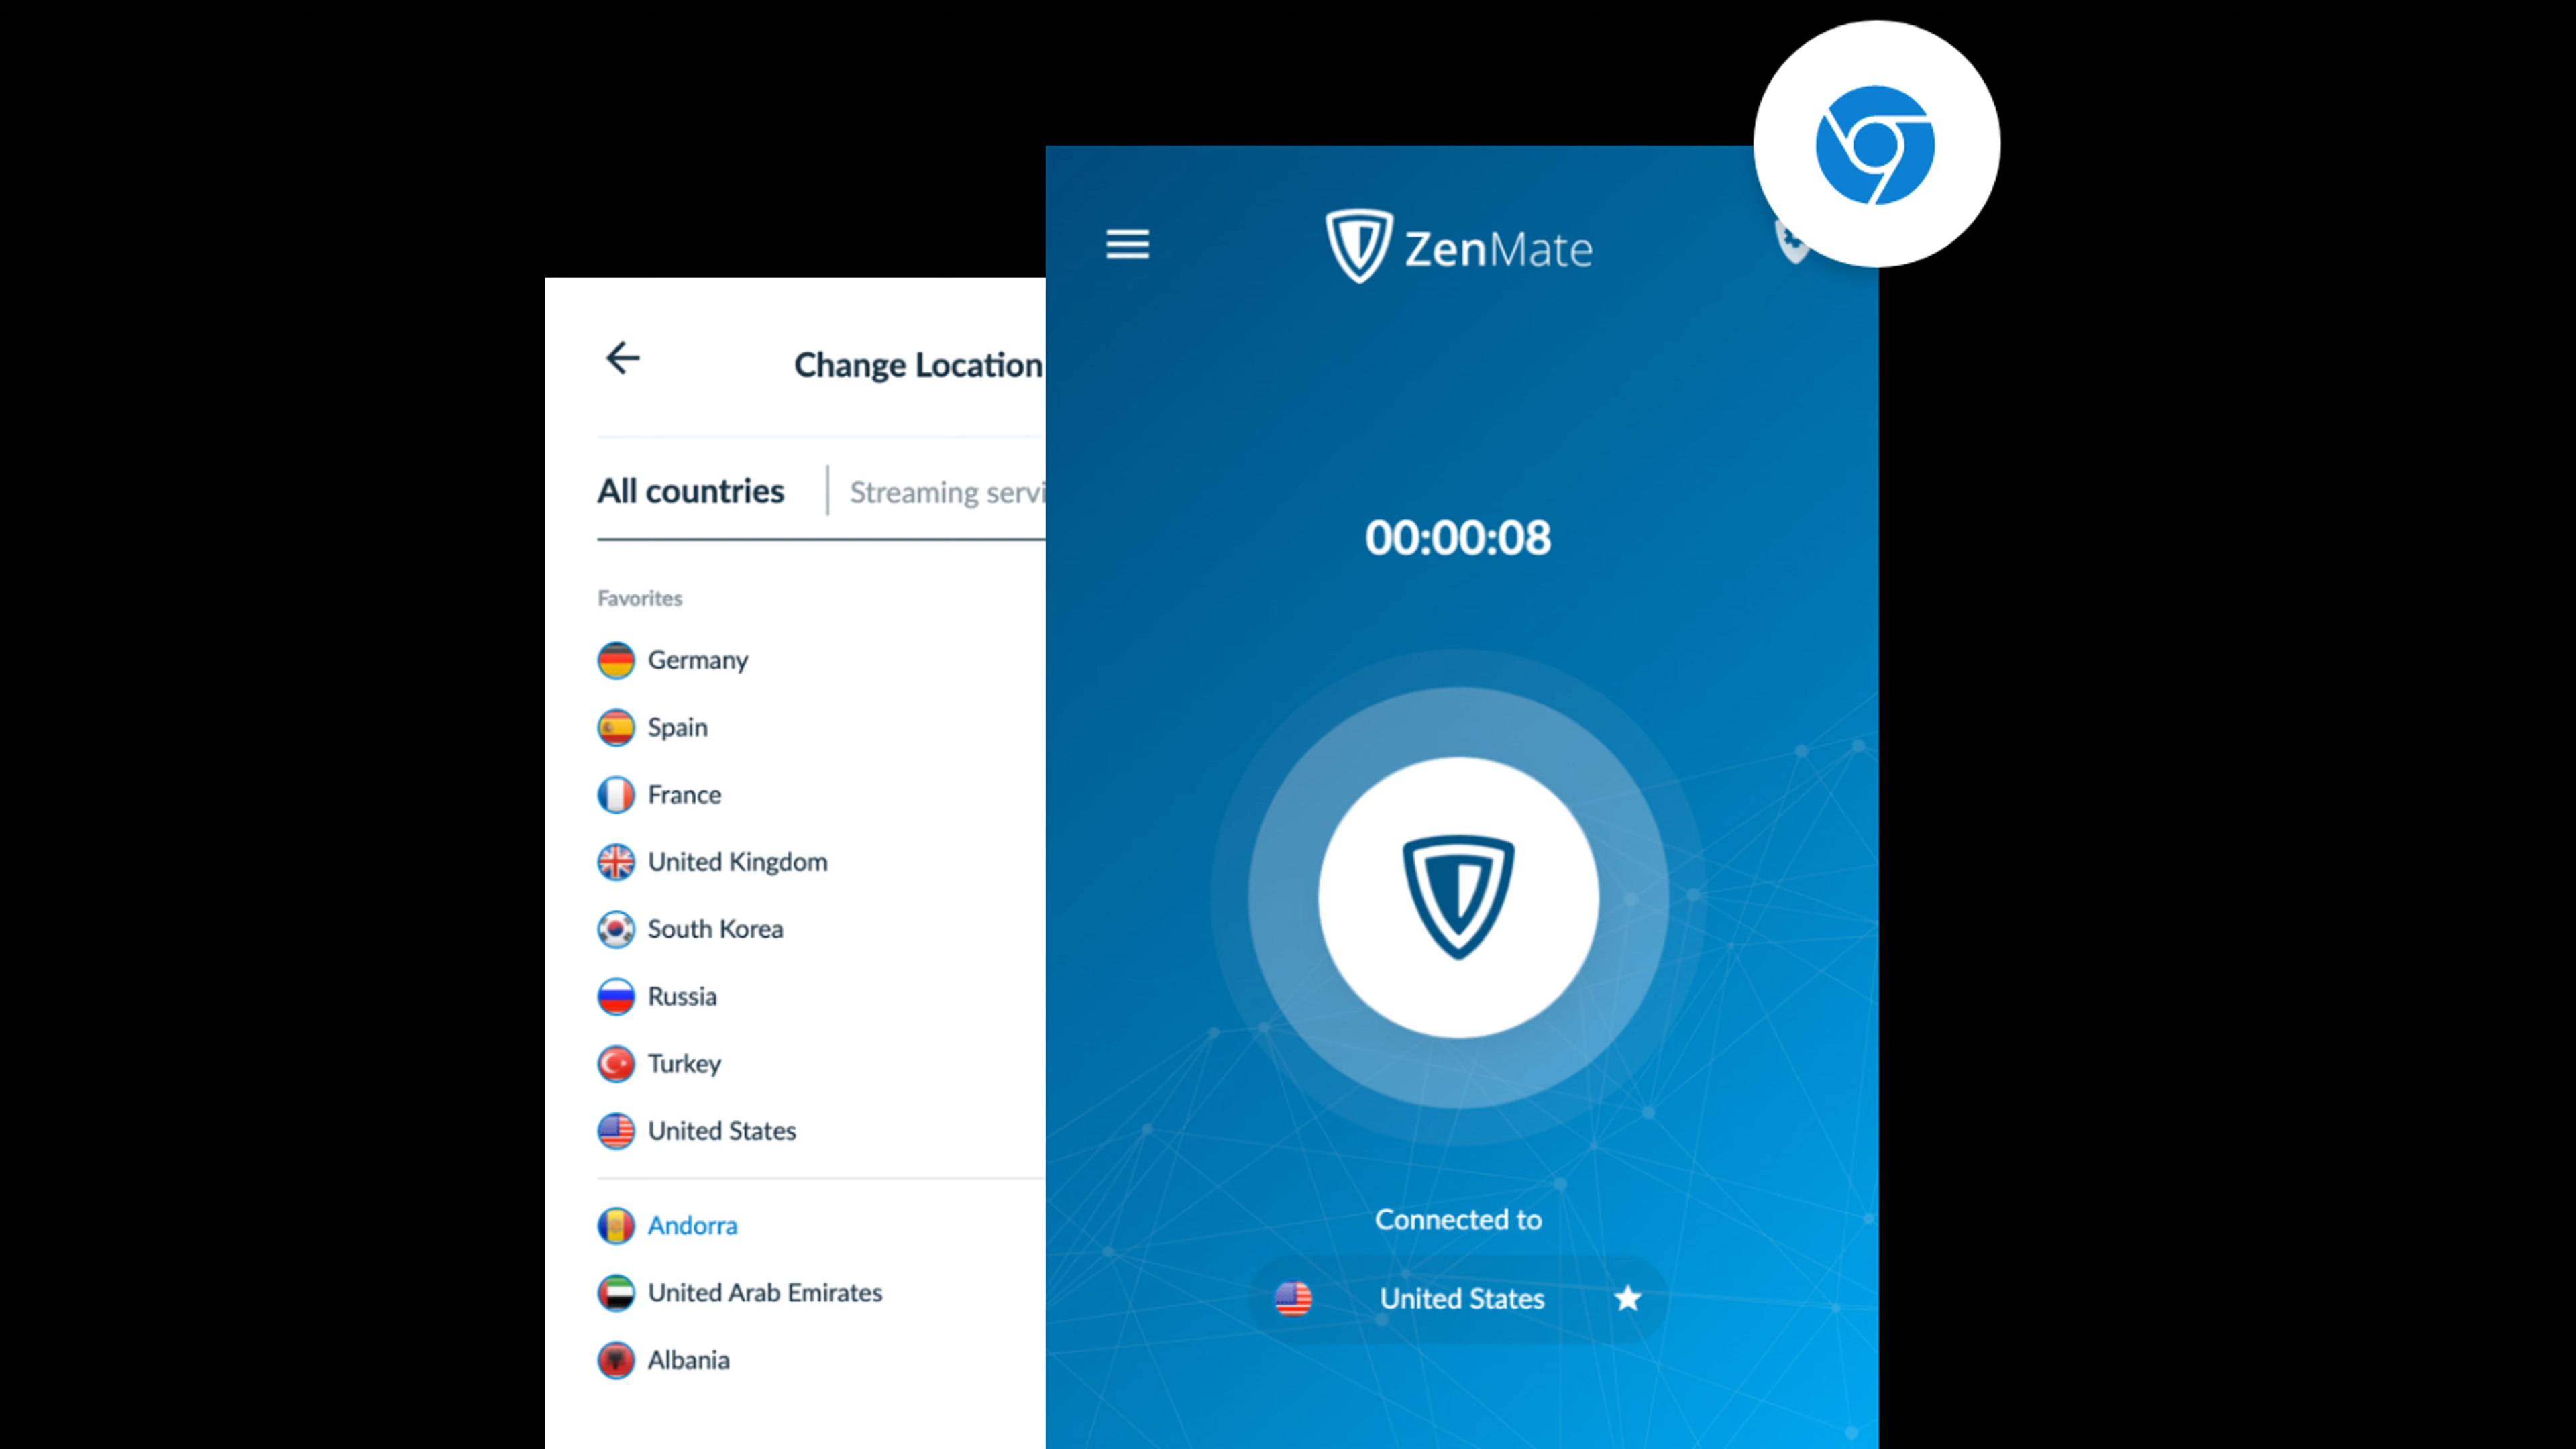 Change Location
All countries
Streaming servi
Favorites
Germany
Spain
France
United Kingdom
South Korea
Russia
Turkey
United States
Andorra
United Arab Emirates
Albania
ZenMate
00:00:08
Connected to
United States